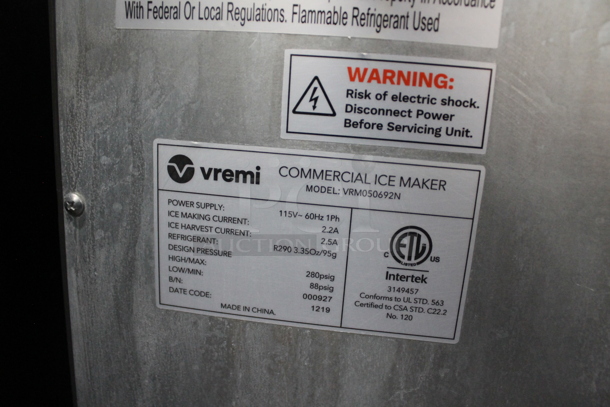 With Federal Or Local Regulations. Flammable Refrigerant Used
WARNING:
Risk of electric shock.
Disconnect Power
Before Servicing Unit.
vremi COMMERCIAL ICE MAKER
MODEL: VRM050692N
POWER SUPPLY: 115V~ 60Hz 1Ph
ICE MAKING CURRENT: 2.2A
ICE HARVEST CURRENT: 2.5A
REFRIGERANT: R290 3.35Oz/95g
DESIGN PRESSURE
HIGH/MAX: 280psig
LOW/MIN: 88psig
B/N: 000927
DATE CODE: 1219
MADE IN CHINA.
C ETL US
Intertek
3149457
Conforms to UL STD. 563
Certified to CSA STD. C22.2
No. 120